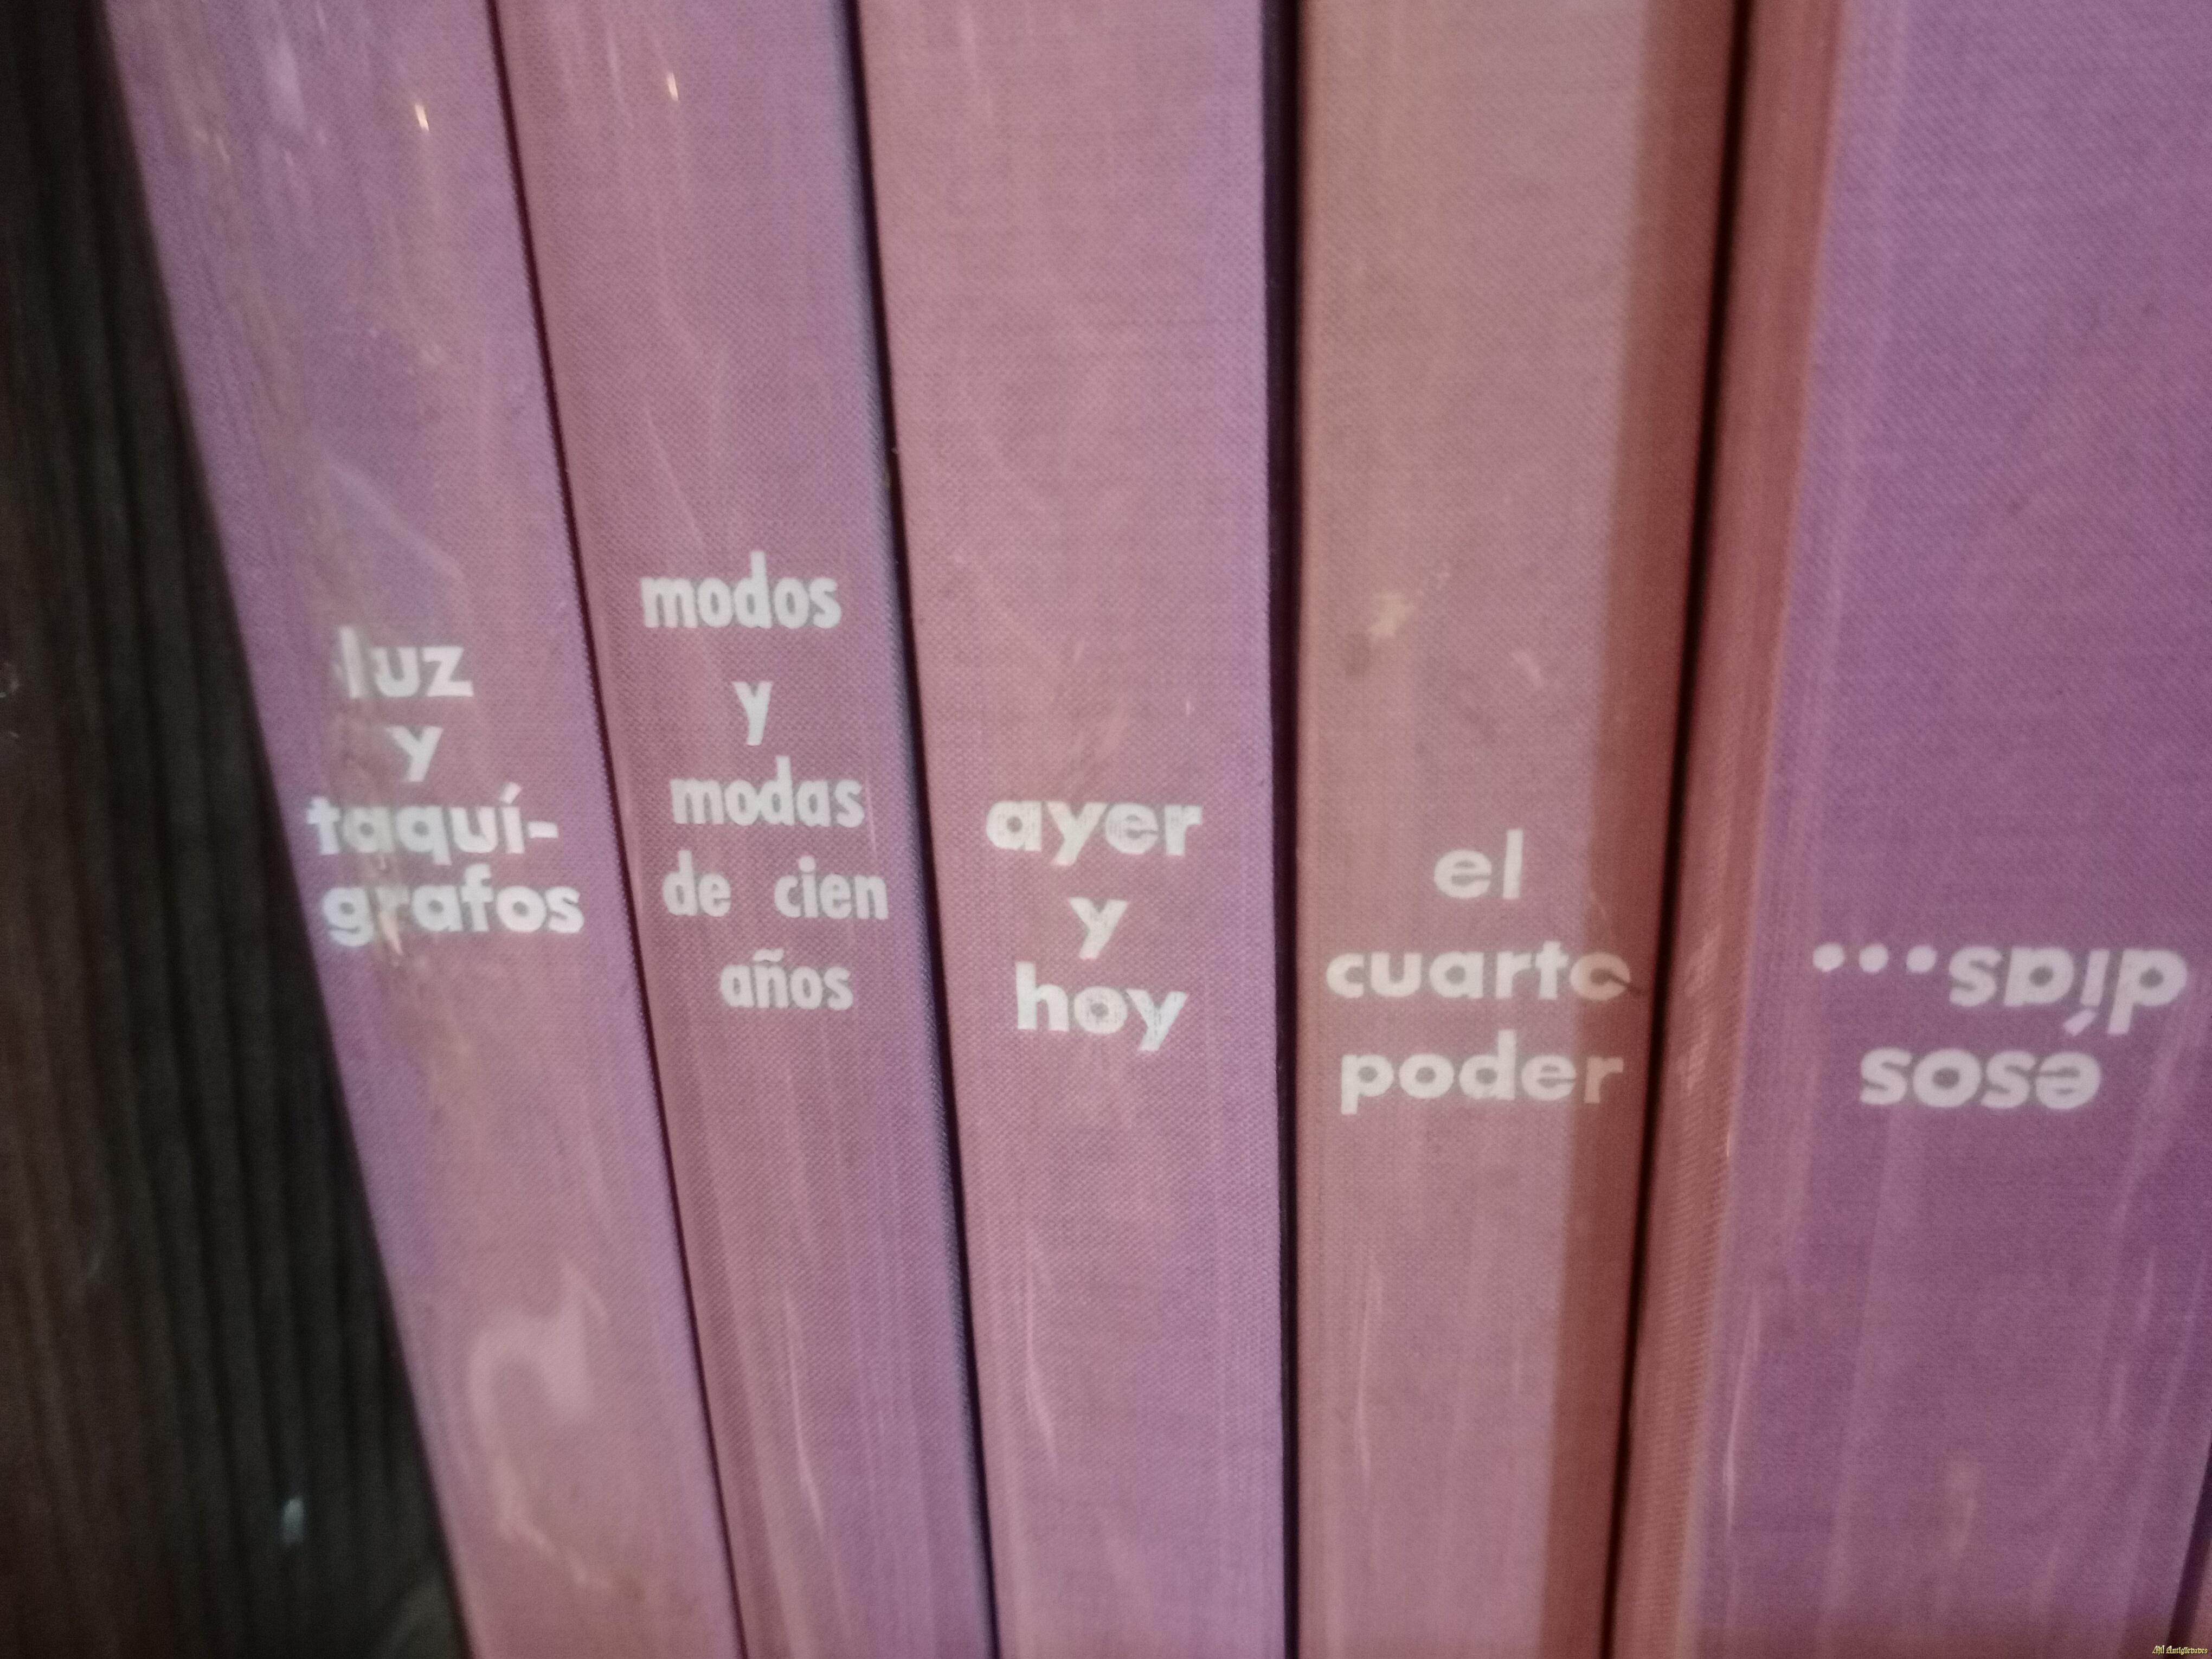 luz
y
taquí-
grafos
modos
y
modas
de cien
años
ayer
y
hoy
el
cuarto
poder
esos
días...